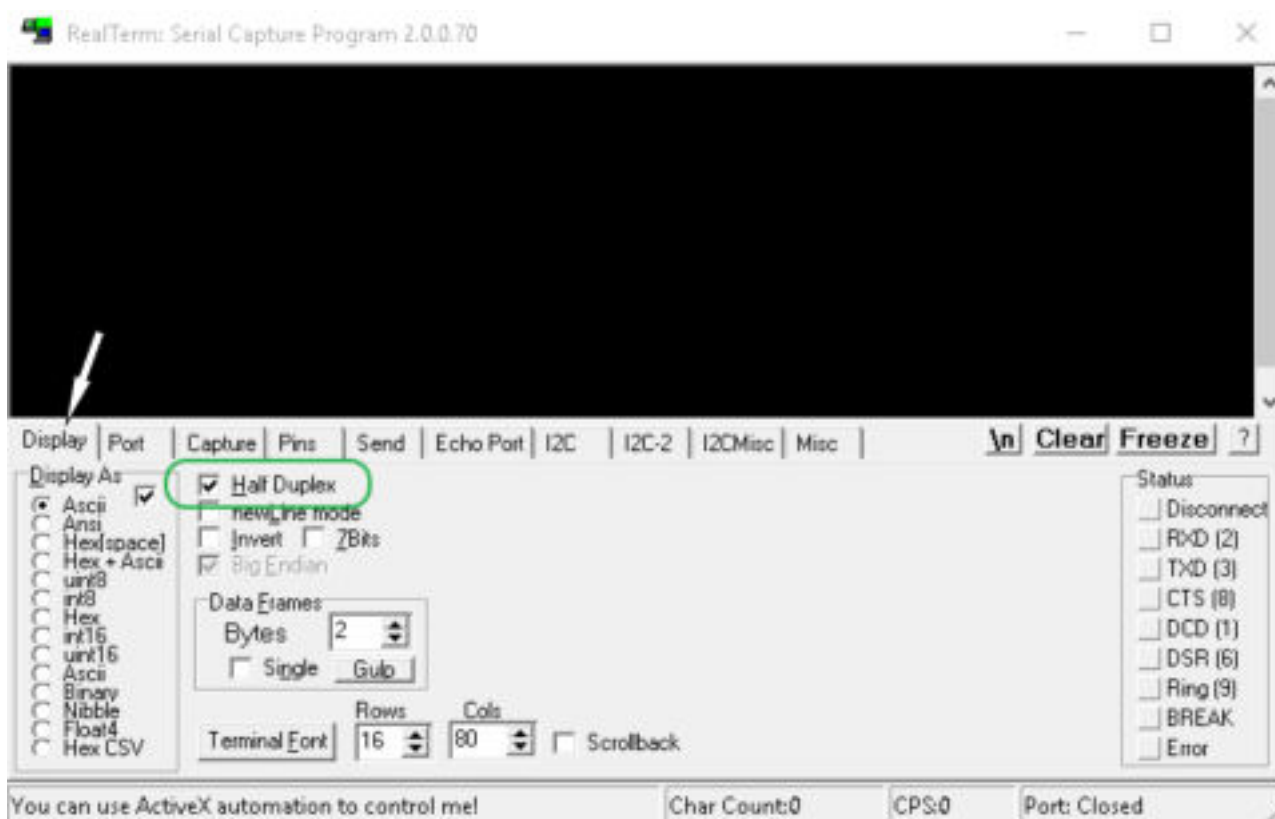 RealTerm: Serial Capture Program 2.0.0.70
Display Port Capture Pins Send Echo Port I2C I2C-2 I2CMisc Misc \n Clear Freeze ?
Display As
Ascii
Ansi
Hex[space]
Hex + Ascii
uint8
int8
Hex
int16
uint16
Ascii
Binary
Nibble
Float4
Hex CSV
Half Duplex
newLine mode
Invert 7Bits
Big Endian
Data Frames
Bytes 2
Single Gulp
Rows Cols
Terminal Font 16 80 Scrollback
Status
Disconnect
RXD (2)
TXD (3)
CTS (8)
DCD (1)
DSR (6)
Ring (9)
BREAK
Error
You can use ActiveX automation to control me! Char Count:0 CPS:0 Port: Closed